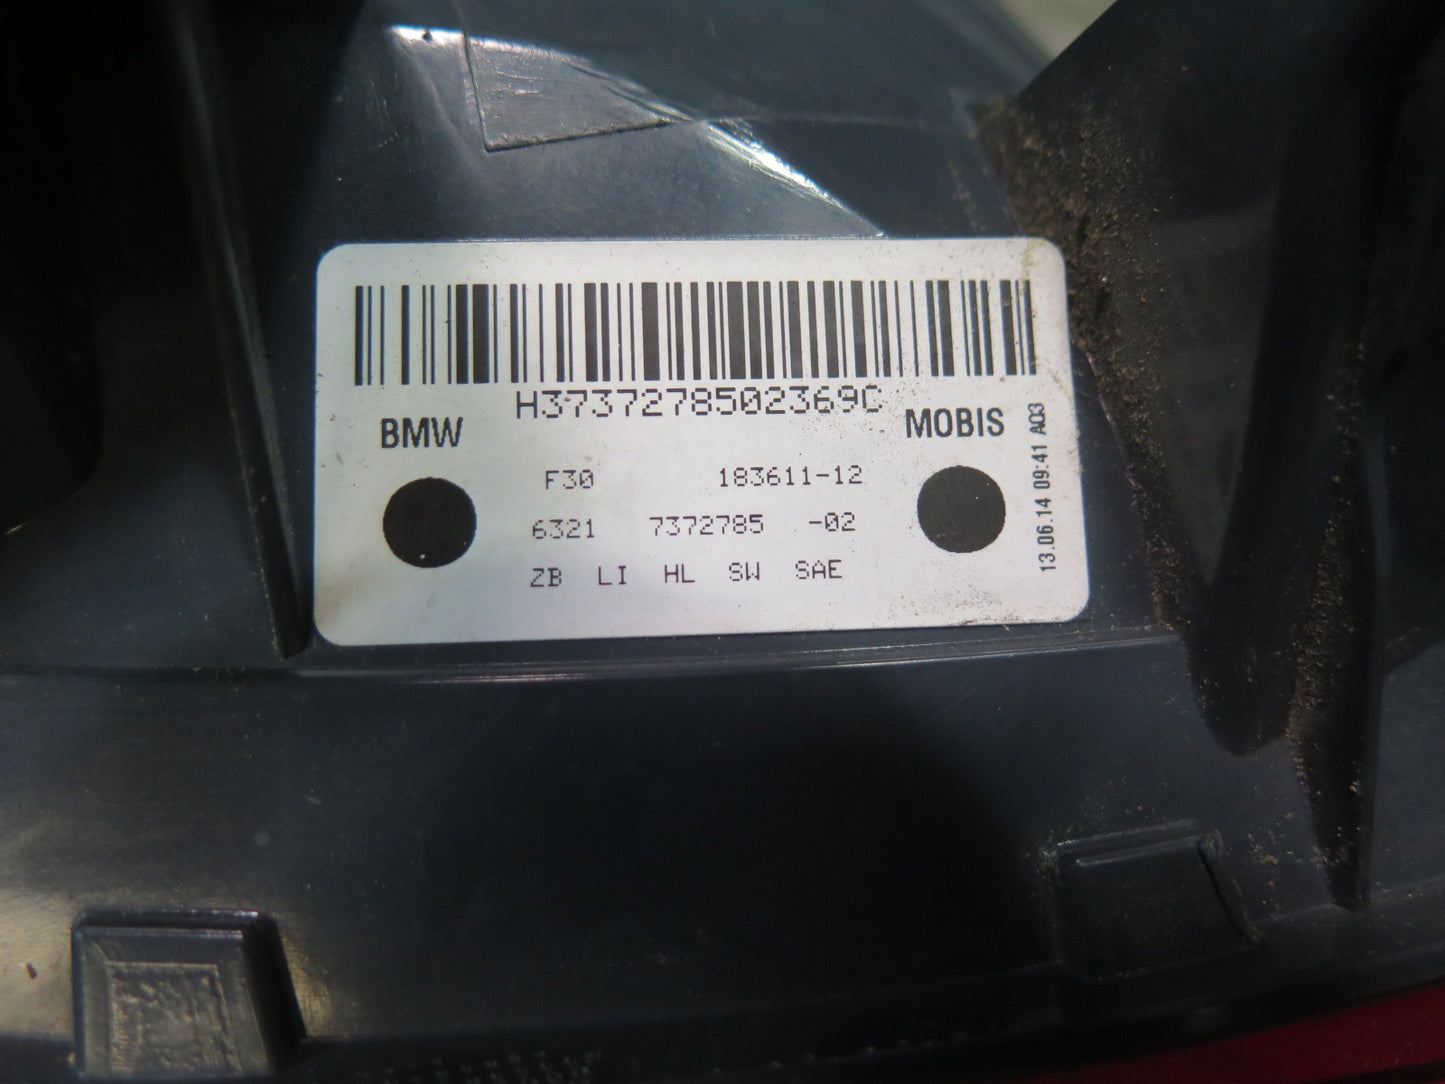 H3737278502369C
BMW MOBIS
F30 183611-12
6321 7372785 -02
ZB LI HL SW SAE
13.06.14 09:41 A03